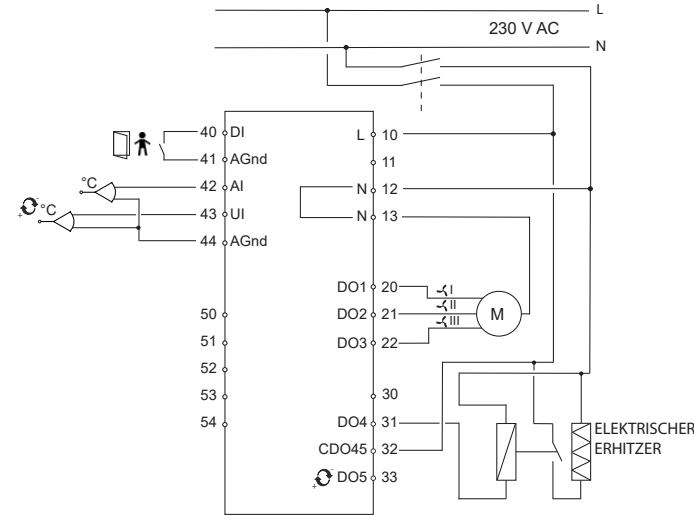 L
230 V AC
N
40 DI
L 10
41 AGnd
11
°C
42 AI
N 12
°C
43 UI
N 13
44 AGnd
DO1 20
I
50
DO2 21
II
M
51
DO3 22
III
52
53
30
54
DO4 31
ELEKTRISCHER
CDO45 32
ERHITZER
DO5 33